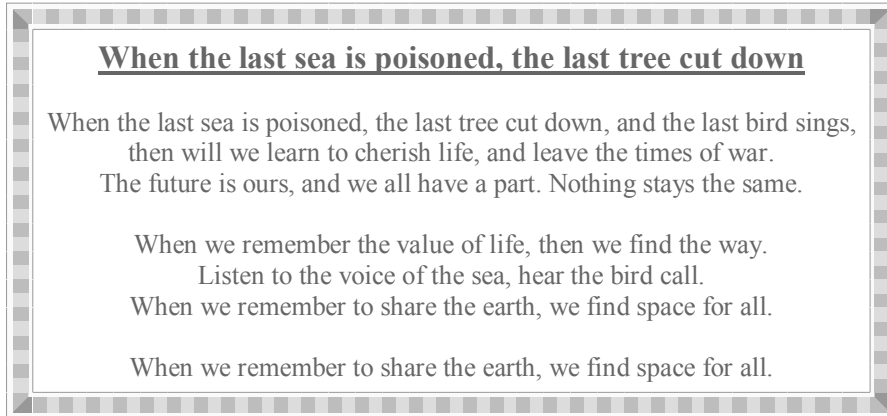 When the last sea is poisoned, the last tree cut down
When the last sea is poisoned, the last tree cut down, and the last bird sings,
then will we learn to cherish life, and leave the times of war.
The future is ours, and we all have a part. Nothing stays the same.
When we remember the value of life, then we find the way.
Listen to the voice of the sea, hear the bird call.
When we remember to share the earth, we find space for all.
When we remember to share the earth, we find space for all.